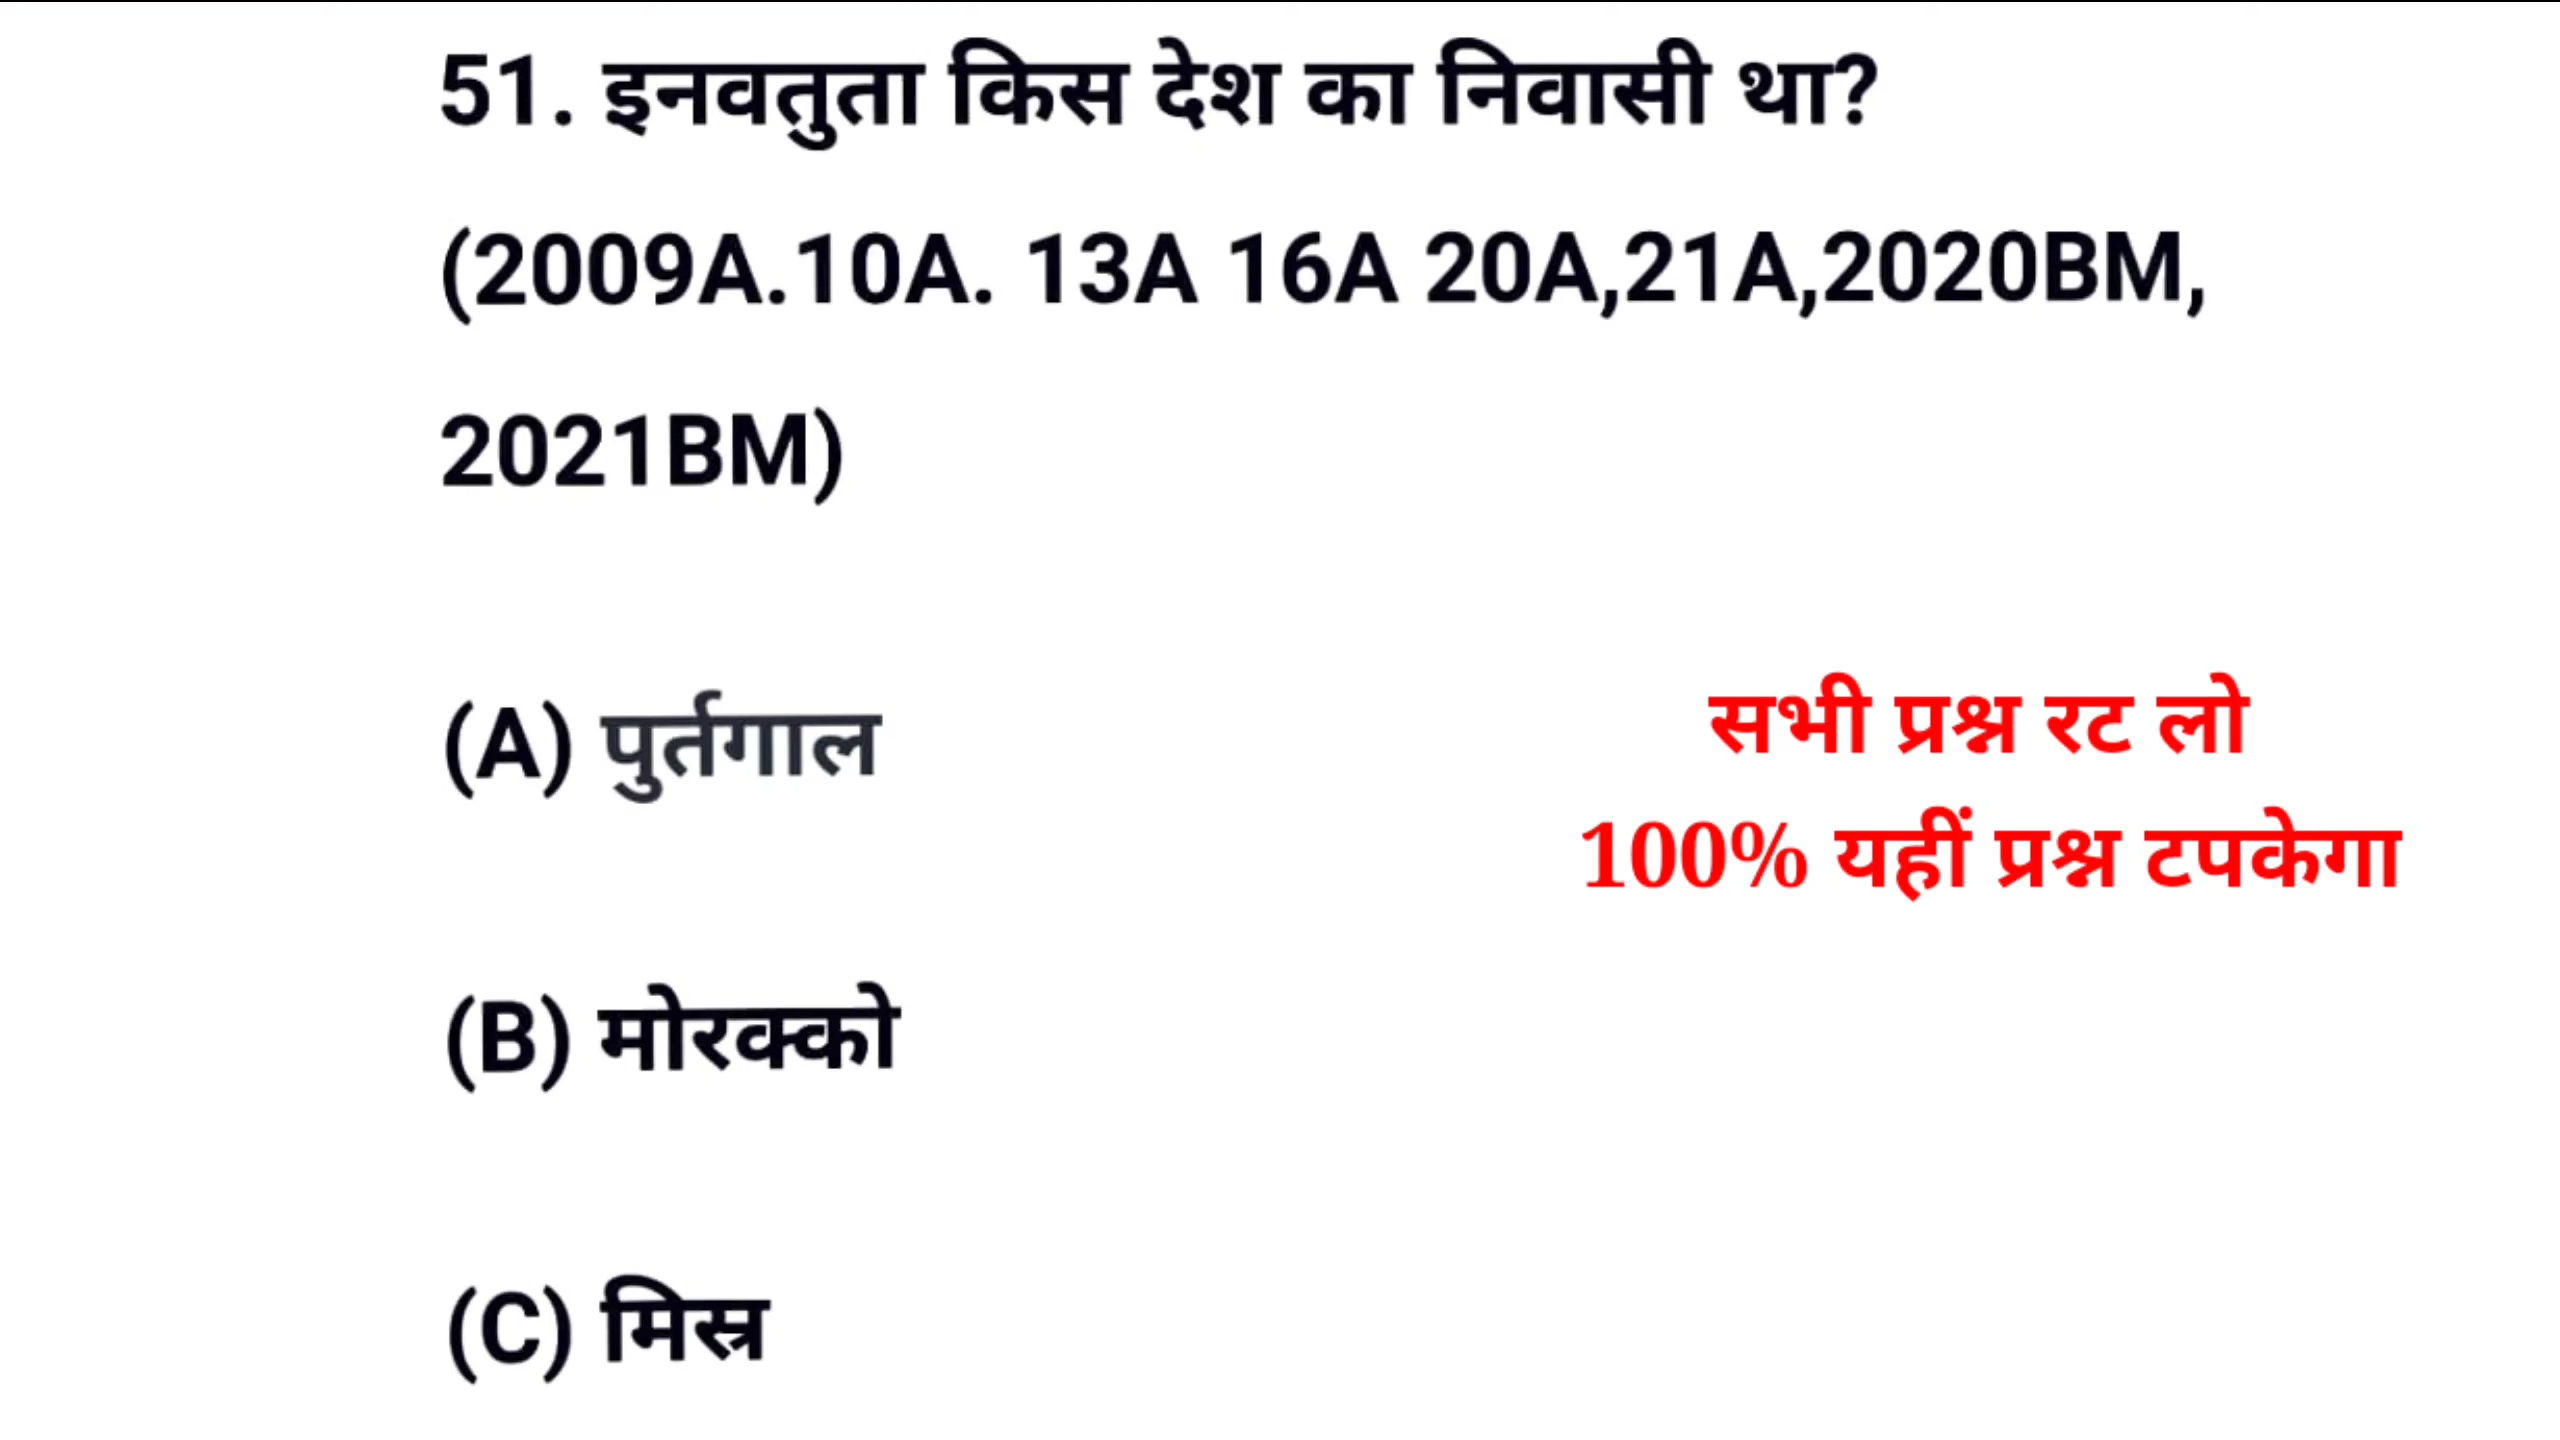 51. इनवतुता किस देश का निवासी था?
(2009A.10A. 13A 16A 20A,21A,2020BM,
2021BM)
(A) पुर्तगाल
सभी प्रश्न रट लो
100% यहीं प्रश्न टपकेगा
(B) मोरक्को
(C) मिस्र